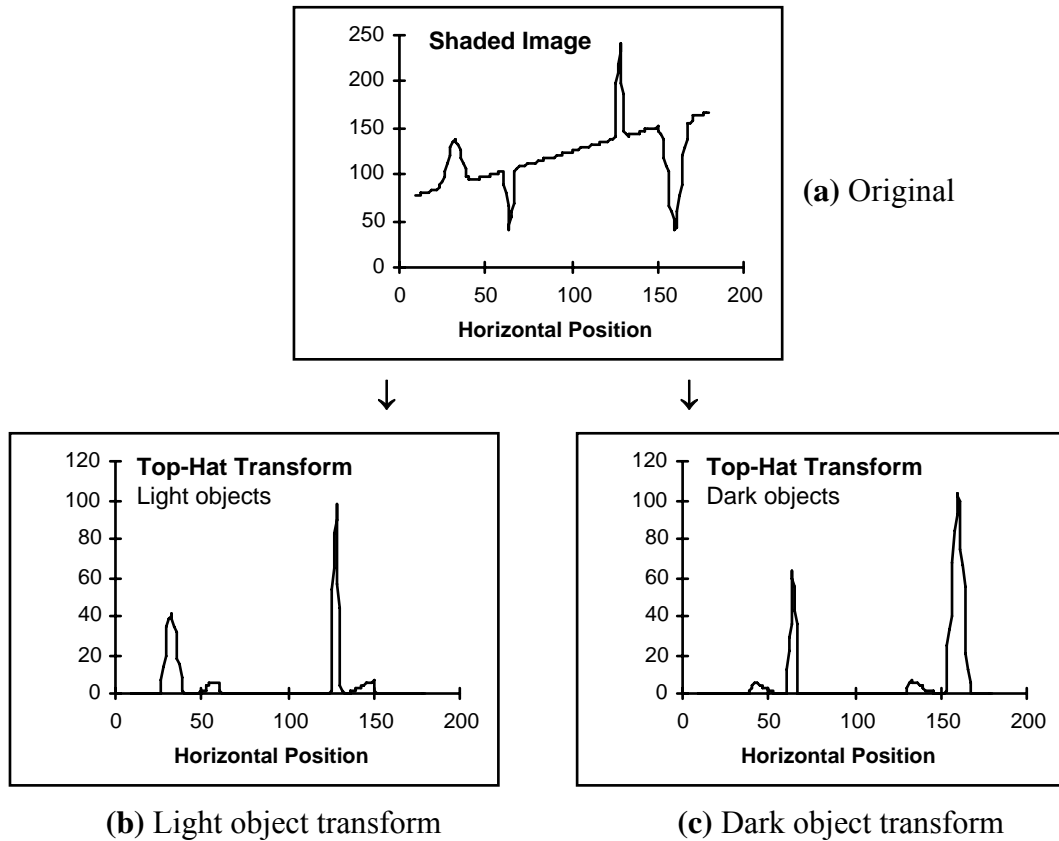 Shaded Image
250
200
150
100
50
0
0 50 100 150 200
Horizontal Position
(a) Original
↓ ↓
Top-Hat Transform
Light objects
120
100
80
60
40
20
0
0 50 100 150 200
Horizontal Position
(b) Light object transform
Top-Hat Transform
Dark objects
120
100
80
60
40
20
0
0 50 100 150 200
Horizontal Position
(c) Dark object transform